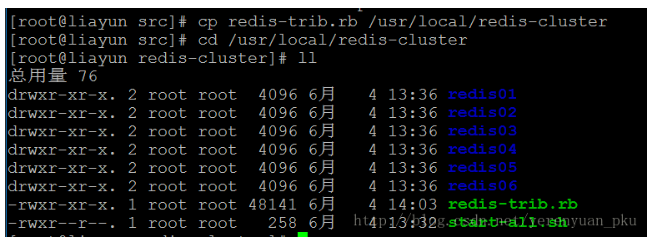 [root@liayun src]# cp redis-trib.rb /usr/local/redis-cluster
[root@liayun src]# cd /usr/local/redis-cluster
[root@liayun redis-cluster]# ll
总用量 76
drwxr-xr-x. 2 root root  4096 6月   4 13:36 redis01
drwxr-xr-x. 2 root root  4096 6月   4 13:36 redis02
drwxr-xr-x. 2 root root  4096 6月   4 13:36 redis03
drwxr-xr-x. 2 root root  4096 6月   4 13:36 redis04
drwxr-xr-x. 2 root root  4096 6月   4 13:36 redis05
drwxr-xr-x. 2 root root  4096 6月   4 13:36 redis06
-rwxr-xr-x. 1 root root 48141 6月   4 14:03 redis-trib.rb
-rwxr--r--. 1 root root   258 6月   4 13:32 start-all.sh